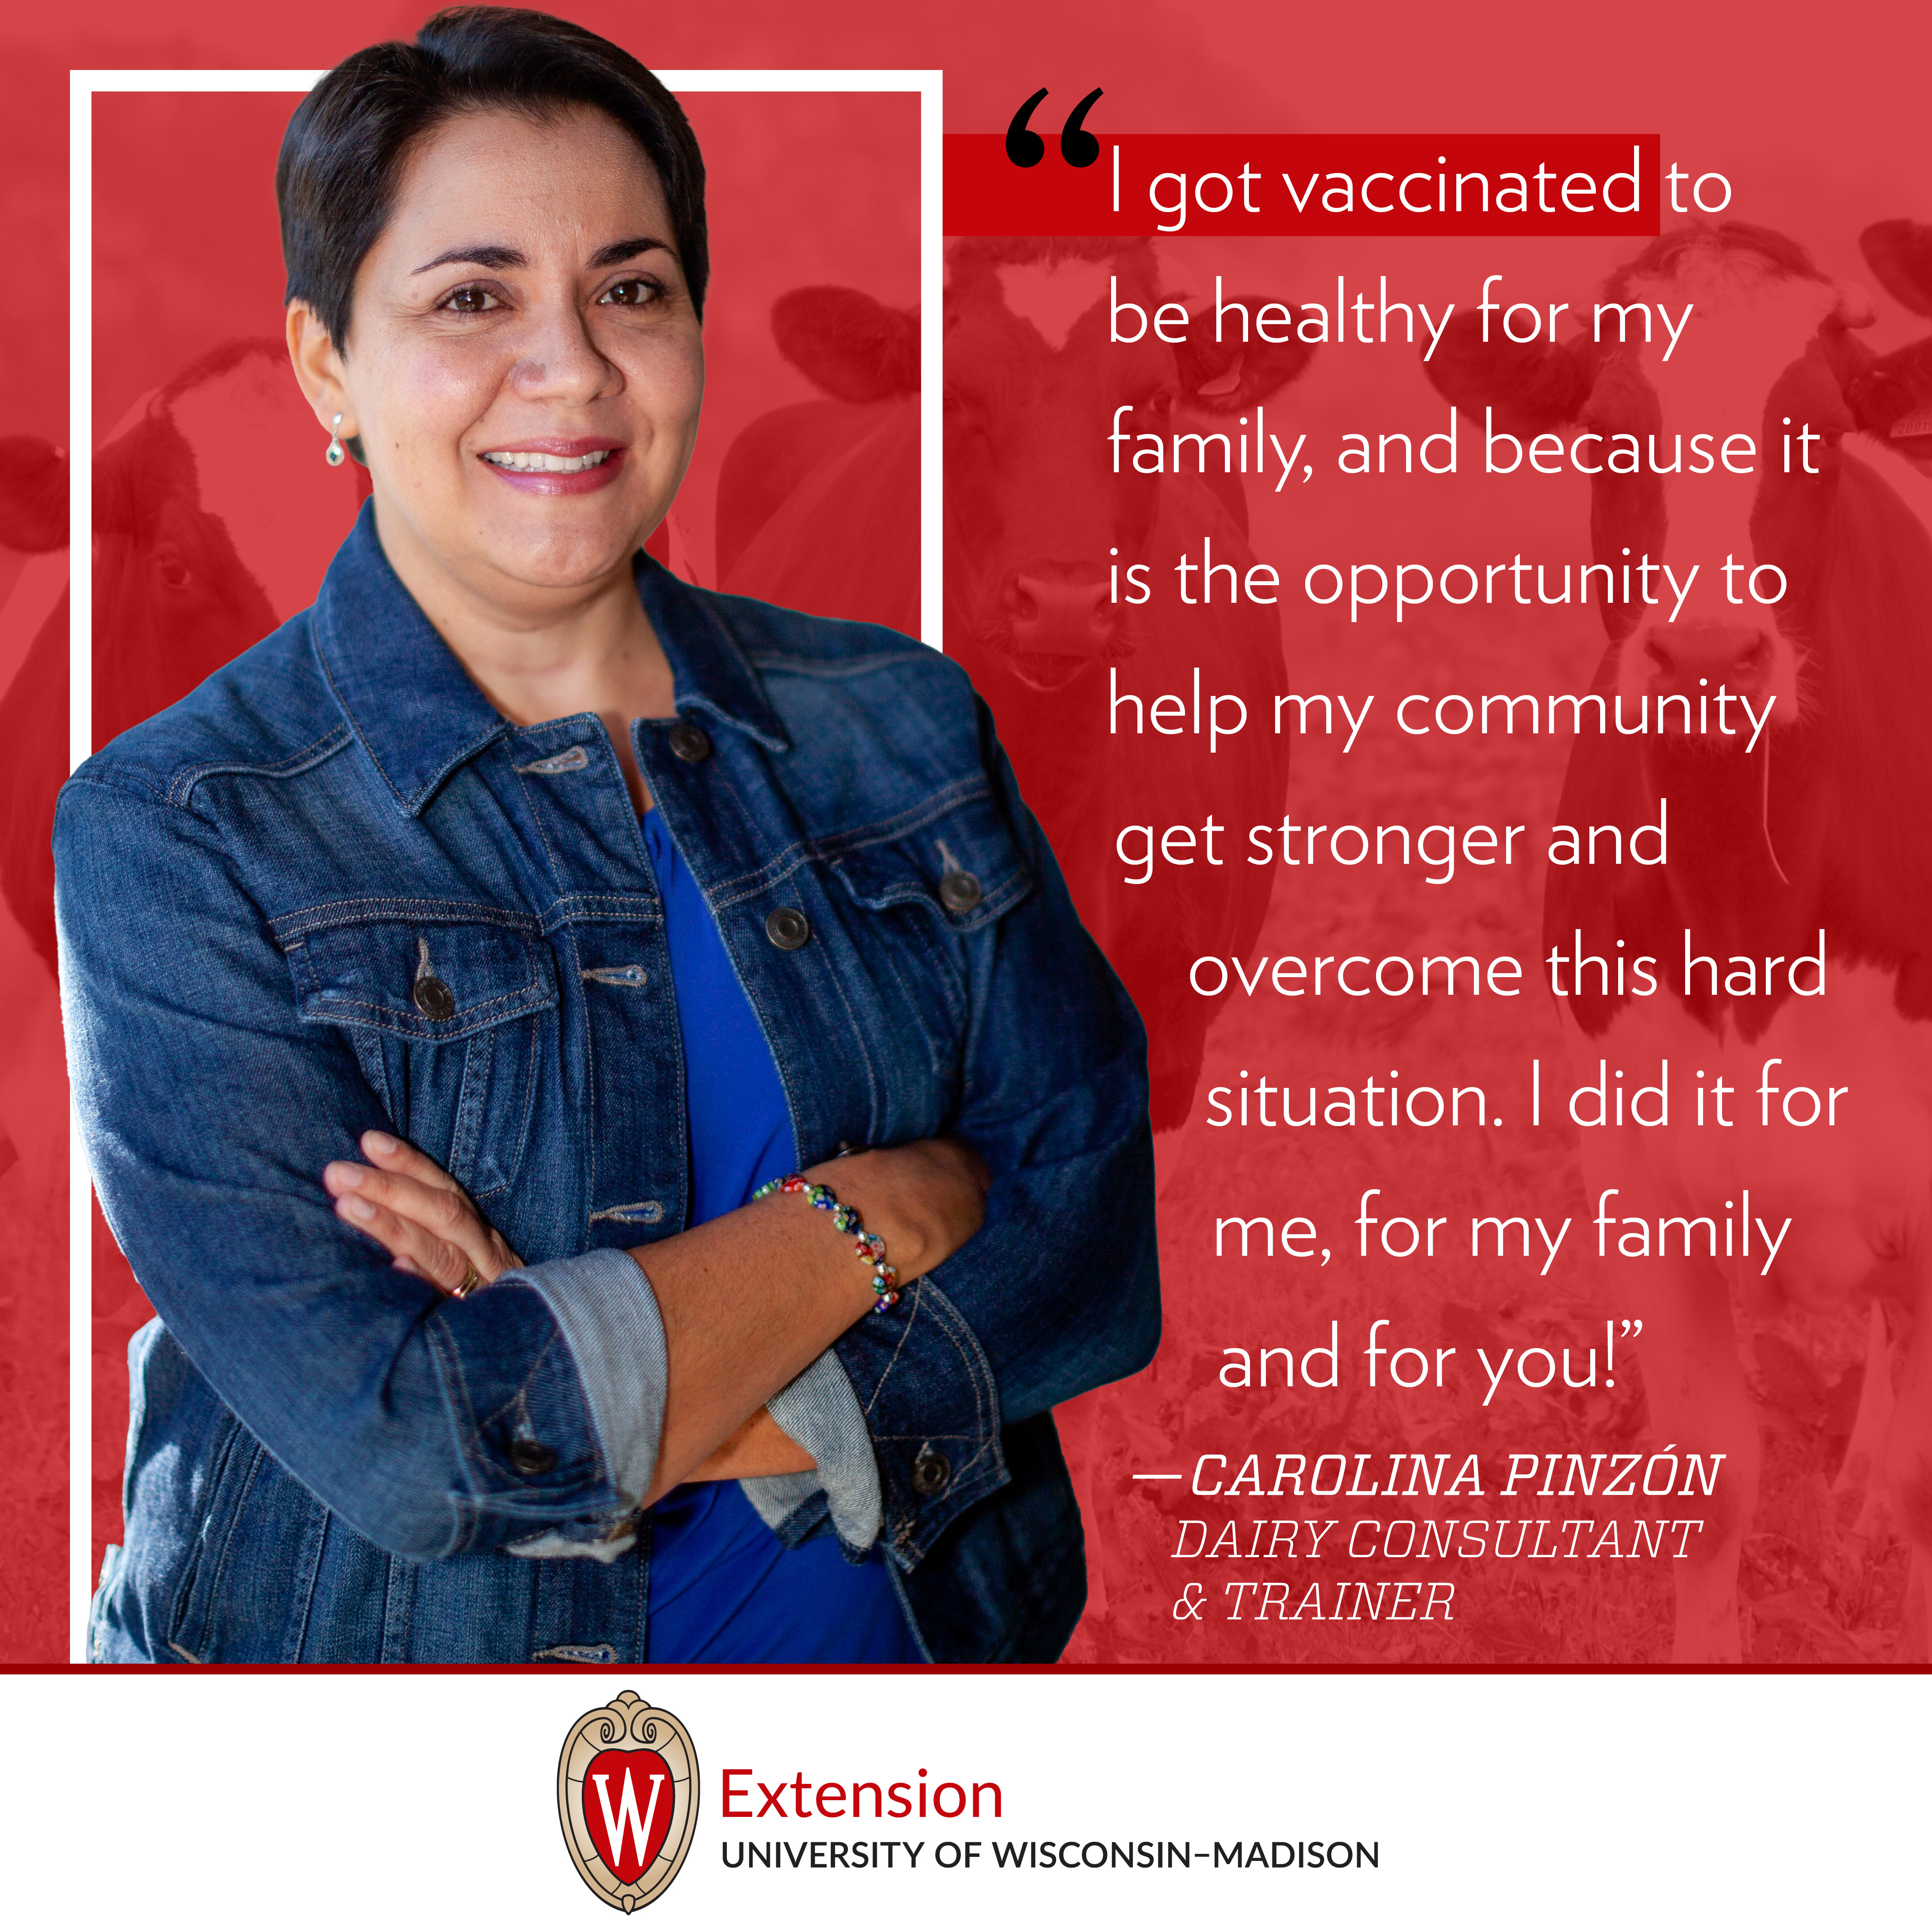 “I got vaccinated to
be healthy for my
family, and because it
is the opportunity to
help my community
get stronger and
overcome this hard
situation. I did it for
me, for my family
and for you!”
—CAROLINA PINZÓN
DAIRY CONSULTANT
& TRAINER
W
Extension
UNIVERSITY OF WISCONSIN–MADISON